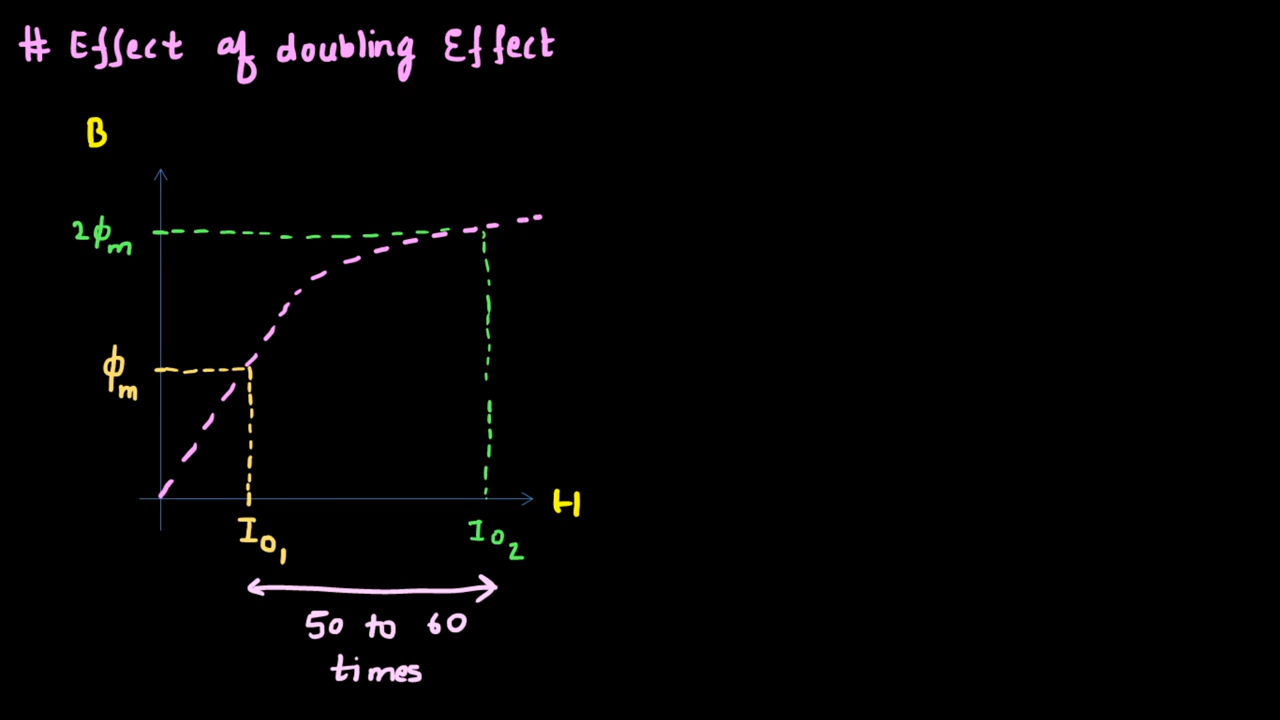 # Effect of doubling Effect
B
2ϕm
ϕm
H
Io1
Io2
50 to 60
times